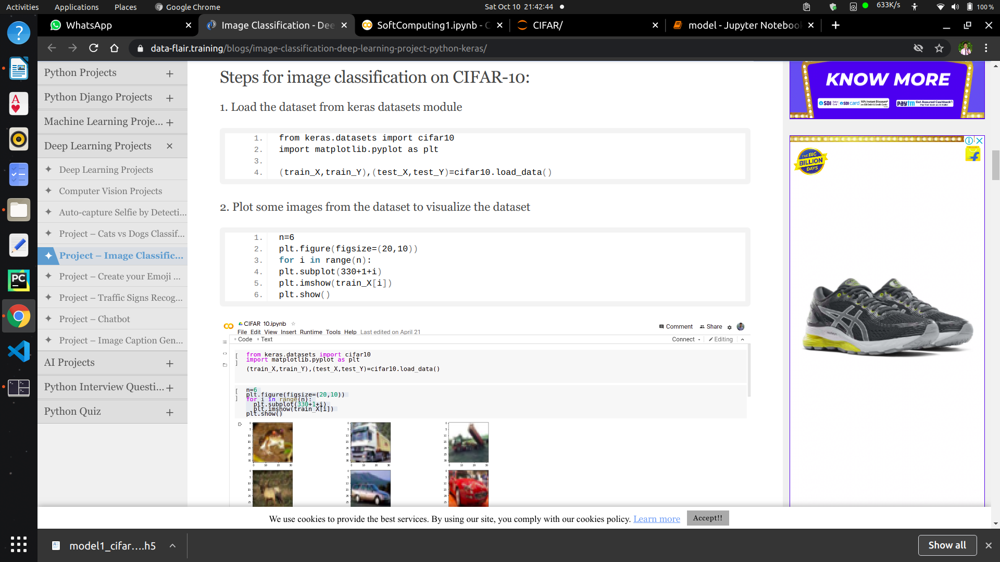 Activities Applications Places Google Chrome Sat Oct 10 21:42:44 633K/s 100 %
WhatsApp
Image Classification - Dee
SoftComputing1.ipynb - C
CIFAR/
model - Jupyter Noteboo
data-flair.training/blogs/image-classification-deep-learning-project-python-keras/
Python Projects
Python Django Projects
Machine Learning Proje...
Deep Learning Projects
Deep Learning Projects
Computer Vision Projects
Auto-capture Selfie by Detecti...
Project – Cats vs Dogs Classif...
Project – Image Classific...
Project – Create your Emoji ...
Project – Traffic Signs Recog...
Project – Chatbot
Project – Image Caption Gen...
AI Projects
Python Interview Questi...
Python Quiz
Steps for image classification on CIFAR-10:
1. Load the dataset from keras datasets module
1. from keras.datasets import cifar10
2. import matplotlib.pyplot as plt
3.
4. (train_X,train_Y),(test_X,test_Y)=cifar10.load_data()
2. Plot some images from the dataset to visualize the dataset
1. n=6
2. plt.figure(figsize=(20,10))
3. for i in range(n):
4. plt.subplot(330+1+i)
5. plt.imshow(train_X[i])
6. plt.show()
CIFAR 10.ipynb
Comment Share
File Edit View Insert Runtime Tools Help Last edited on April 21
+ Code + Text
Connect Editing
from keras.datasets import cifar10
import matplotlib.pyplot as plt
(train_X,train_Y),(test_X,test_Y)=cifar10.load_data()
n=6
plt.figure(figsize=(20,10))
for i in range(n):
plt.subplot(330+1+i)
plt.imshow(train_X[i])
plt.show()
KNOW MORE
SBI Debit Card SBI card 10% Instant Discount*
paytm Get Assured Cashback!
THE BIG
BILLION
DAYS
We use cookies to provide the best services. By using our site, you comply with our cookies policy. Learn more Accept!!
model1_cifar....h5
Show all